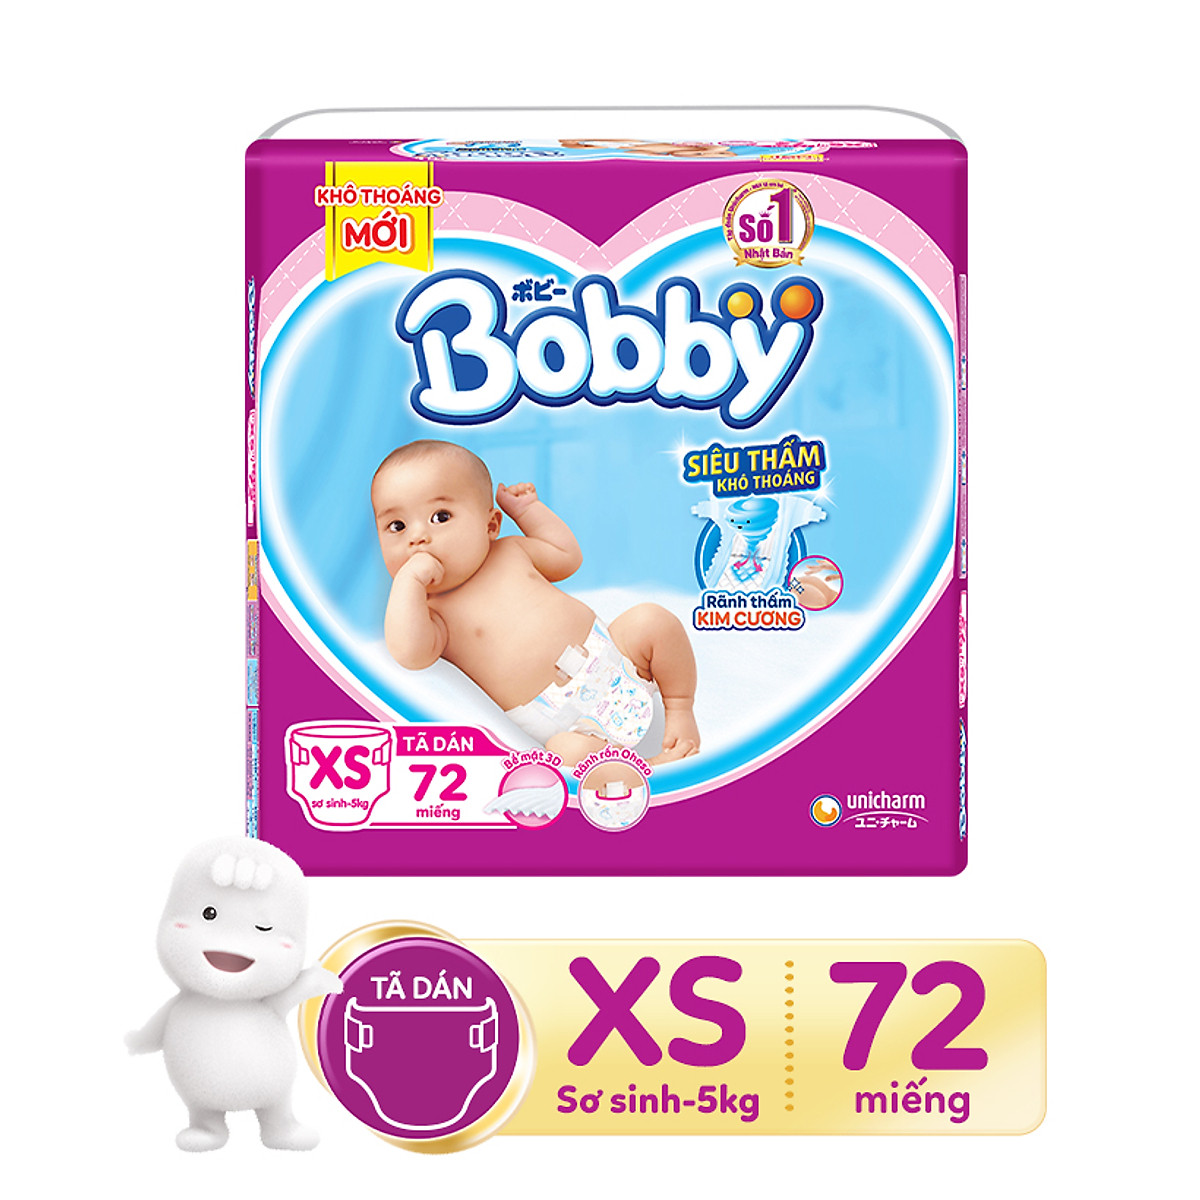 KHÔ THOÁNG
MỚI
Số 1
Nhật Bản
ボビー
Bobby
SIÊU THẤM
KHÔ THOÁNG
Rãnh thấm
KIM CƯƠNG
XS
sơ sinh-5kg
TÃ DÁN
72
miếng
Bề mặt 3D
Rãnh rốn Oheso
unicharm
ユニ・チャーム
TÃ DÁN
XS
Sơ sinh-5kg
72
miếng